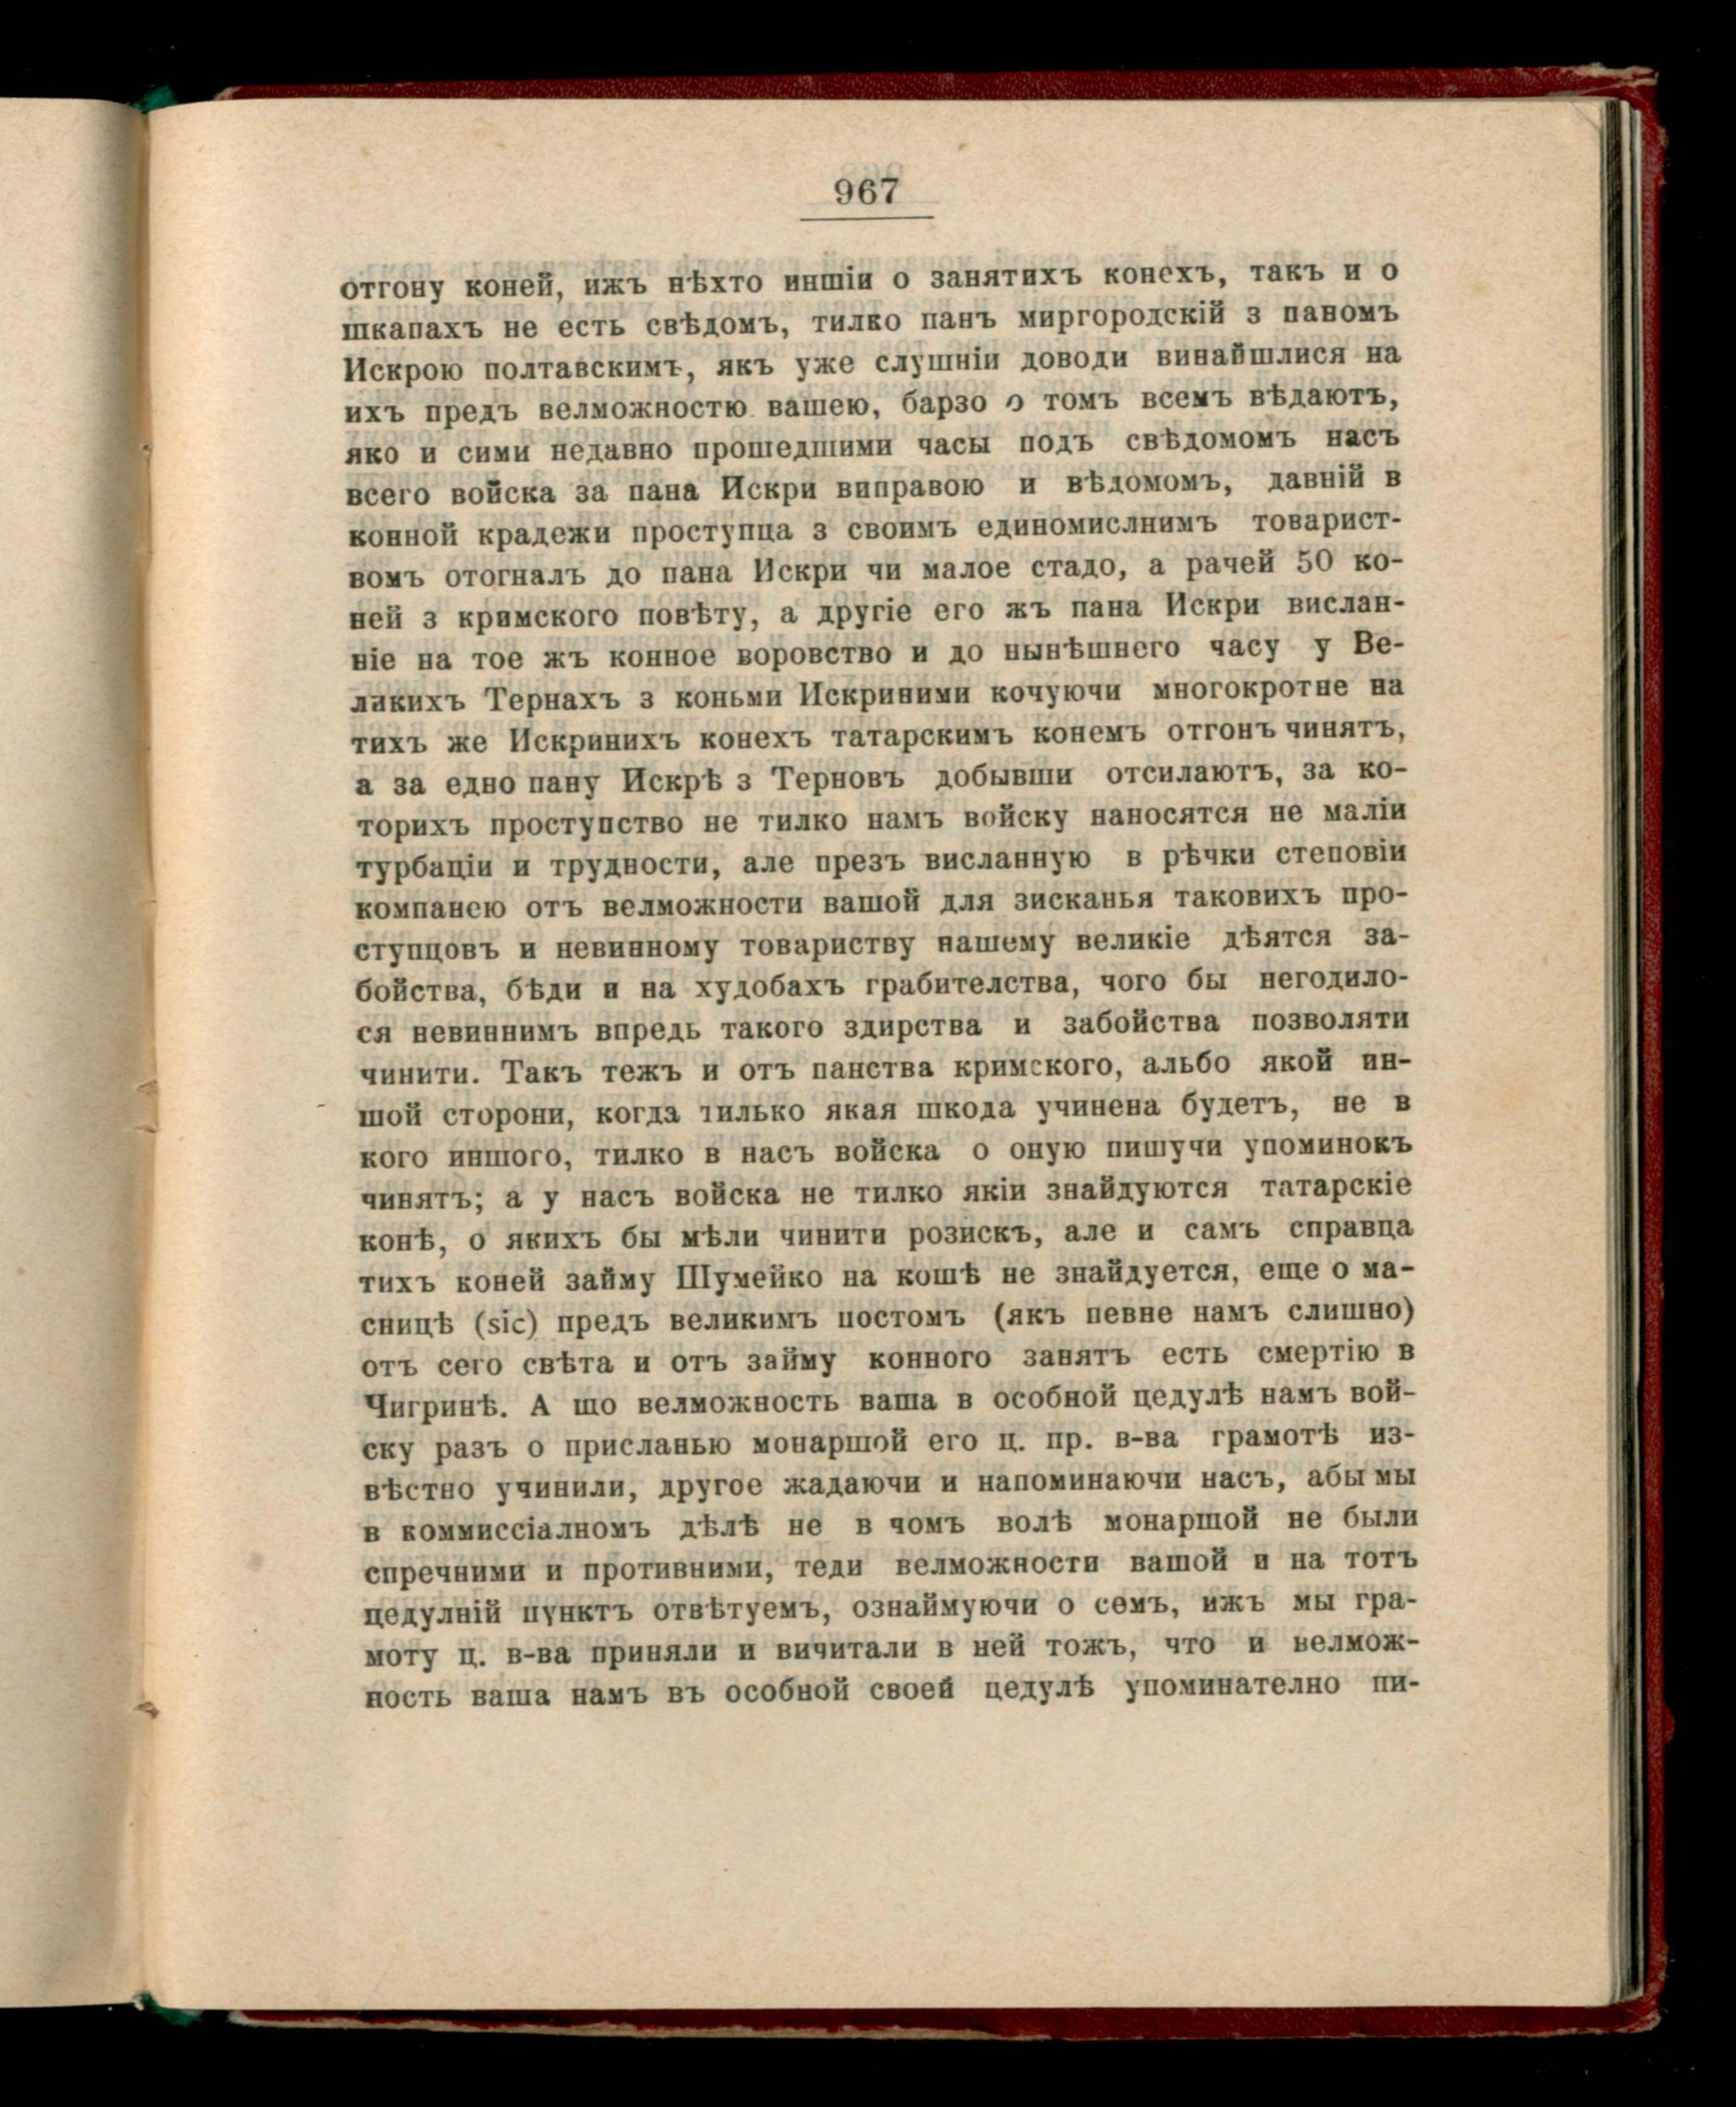 967
отгону коней, ижъ нѣхто иншіи о занятихъ конехъ, такъ и о
шкапахъ не есть свѣдомъ, тилко панъ миргородскій з паномъ
Искрою полтавскимъ, якъ уже слушніи доводи винайшлися на
ихъ предъ велможностю вашею, барзо о томъ всемъ вѣдаютъ,
яко и сими недавно прошедшими часы подъ свѣдомомъ насъ
всего войска за пана Искри виправою и вѣдомомъ, давній в
конной крадежи проступца з своимъ единомислнимъ товарист-
вомъ отогналъ до пана Искри чи малое стадо, а рачей 50 ко-
ней з кримского повѣту, а другіе его жъ пана Искри вислан-
ніе на тое жъ конное воровство и до нынѣшнего часу у Ве-
ликихъ Тернахъ з коньми Искриними кочуючи многокротне на
тихъ же Искринихъ конехъ татарскимъ конемъ отгонъ чинятъ,
а за едно пану Искрѣ з Терновъ добывши отсилаютъ, за ко-
торихъ проступство не тилко намъ войску наносятся не маліи
турбаціи и трудности, але презъ висланную в рѣчки степовіи
компанею отъ велможности вашой для зисканья таковихъ про-
ступцовъ и невинному товариству нашему великіе дѣятся за-
бойства, бѣди и на худобахъ грабителства, чого бы негодило-
ся невиннимъ впредь такого здирства и забойства позволяти
чинити. Такъ тежъ и отъ панства кримского, альбо якой ин-
шой сторони, когда тилько якая шкода учинена будетъ, не в
кого иншого, тилко в насъ войска о оную пишучи упоминокъ
чинятъ; а у насъ войска не тилко якіи знайдуются татарскіе
конѣ, о якихъ бы мѣли чинити розискъ, але и самъ справца
тихъ коней займу Шумейко на кошѣ не знайдуется, еще о ма-
сницѣ (sic) предъ великимъ постомъ (якъ певне намъ слишно)
отъ сего свѣта и отъ займу конного занятъ есть смертію в
Чигринѣ. А що велможность ваша в особной цедулѣ намъ вой-
ску разъ о присланью монаршой его ц. пр. в-ва грамотѣ из-
вѣстно учинили, другое жадаючи и напоминаючи насъ, абы мы
в коммиссіалномъ дѣлѣ не в чомъ волѣ монаршой не были
спречними и противними, теди велможности вашой и на тотъ
цедулній пунктъ отвѣтуемъ, ознаймуючи о семъ, ижъ мы гра-
моту ц. в-ва приняли и вичитали в ней тожъ, что и велмож-
ность ваша намъ въ особной своей цедулѣ упоминателно пи-